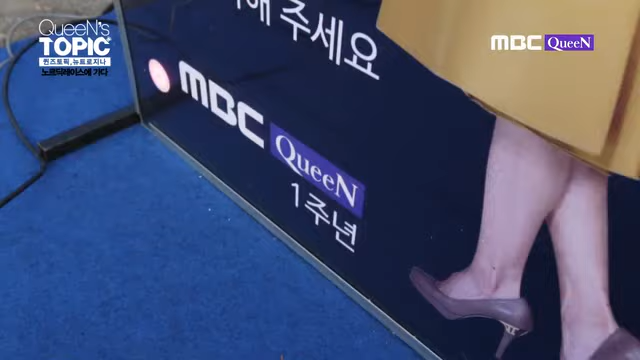 QueeN's
TOPIC
퀸즈토픽, 뉴트로지나
노르딕레이스에 가다
MBC QueeN
해 주세요
MBC QueeN
1주년